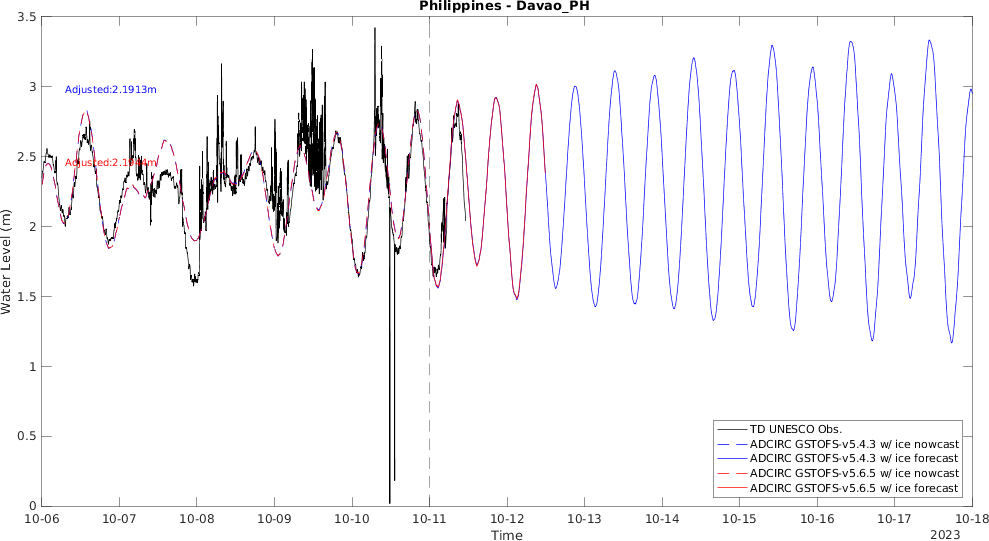 Philippines - Davao_PH
3.5
3
2.5
2
1.5
1
0.5
0
Water Level (m)
Adjusted:2.1913m
TD UNESCO Obs.
ADCIRC GSTOFS-v5.4.3 w/ ice nowcast
ADCIRC GSTOFS-v5.4.3 w/ ice forecast
ADCIRC GSTOFS-v5.6.5 w/ ice nowcast
ADCIRC GSTOFS-v5.6.5 w/ ice forecast
10-06 10-07 10-08 10-09 10-10 10-11 10-12 10-13 10-14 10-15 10-16 10-17 10-18
Time
2023